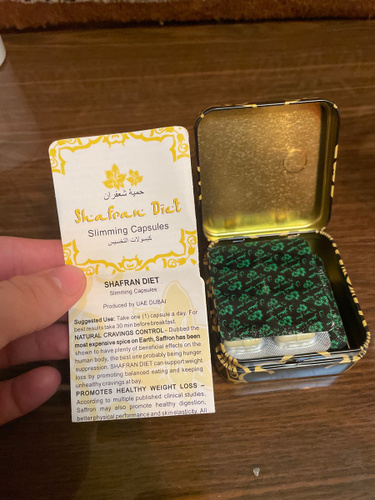 حمية شعفران
Shafran Diet
Slimming Capsules
كبسولات التخسيس
SHAFRAN DIET
Slimming Capsules
Produced by UAE DUBAI
Suggested Use: Take one (1) capsule a day. For
best results take 30 min before breakfast.
NATURAL CRAVINGS CONTROL - Dubbed the
most expensive spice on Earth, Saffron has been
shown to have plenty of beneficial effects on the
human body, the best one probably being hunger
suppression. SHAFRAN DIET can support weight
loss by promoting balanced eating and keeping
unhealthy cravings at bay.
PROMOTES HEALTHY WEIGHT LOSS –
According to multiple published clinical studies,
Saffron may also promote healthy digestion,
better physical performance and skin elasticity. All